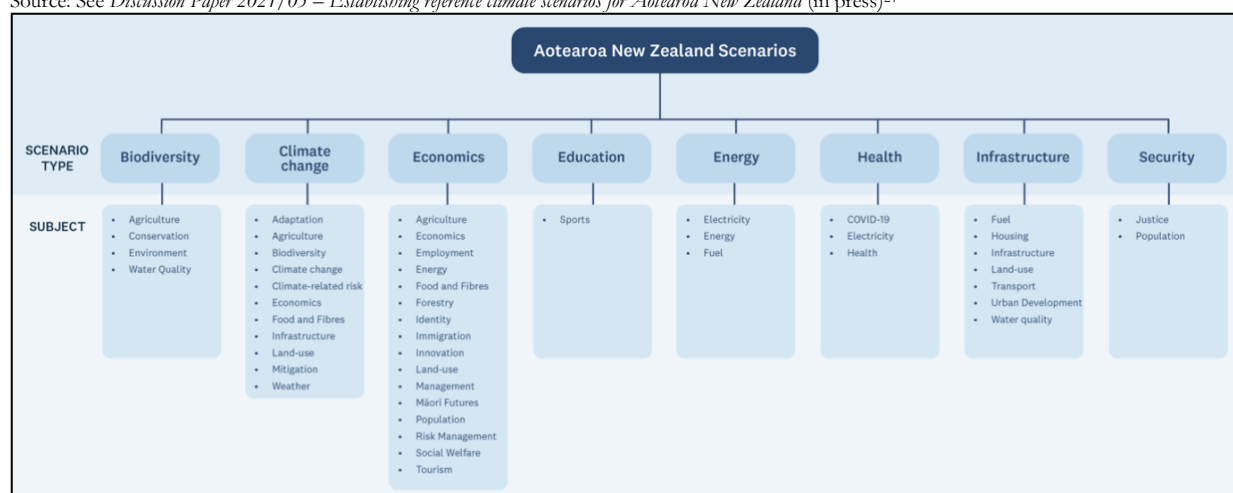 Source: See Discussion Paper 2021/03 – Establishing reference climate scenarios for Aotearoa New Zealand (in press)
Aotearoa New Zealand Scenarios
SCENARIO
TYPE
Biodiversity
Climate
change
Economics
Education
Energy
Health
Infrastructure
Security
SUBJECT
• Agriculture
• Conservation
• Environment
• Water Quality
• Adaptation
• Agriculture
• Biodiversity
• Climate change
• Climate-related risk
• Economics
• Food and Fibres
• Infrastructure
• Land-use
• Mitigation
• Weather
• Agriculture
• Economics
• Employment
• Energy
• Food and Fibres
• Forestry
• Identity
• Immigration
• Innovation
• Land-use
• Management
• Māori Futures
• Population
• Risk Management
• Social Welfare
• Tourism
• Sports
• Electricity
• Energy
• Fuel
• COVID-19
• Electricity
• Health
• Fuel
• Housing
• Infrastructure
• Land-use
• Transport
• Urban Development
• Water quality
• Justice
• Population